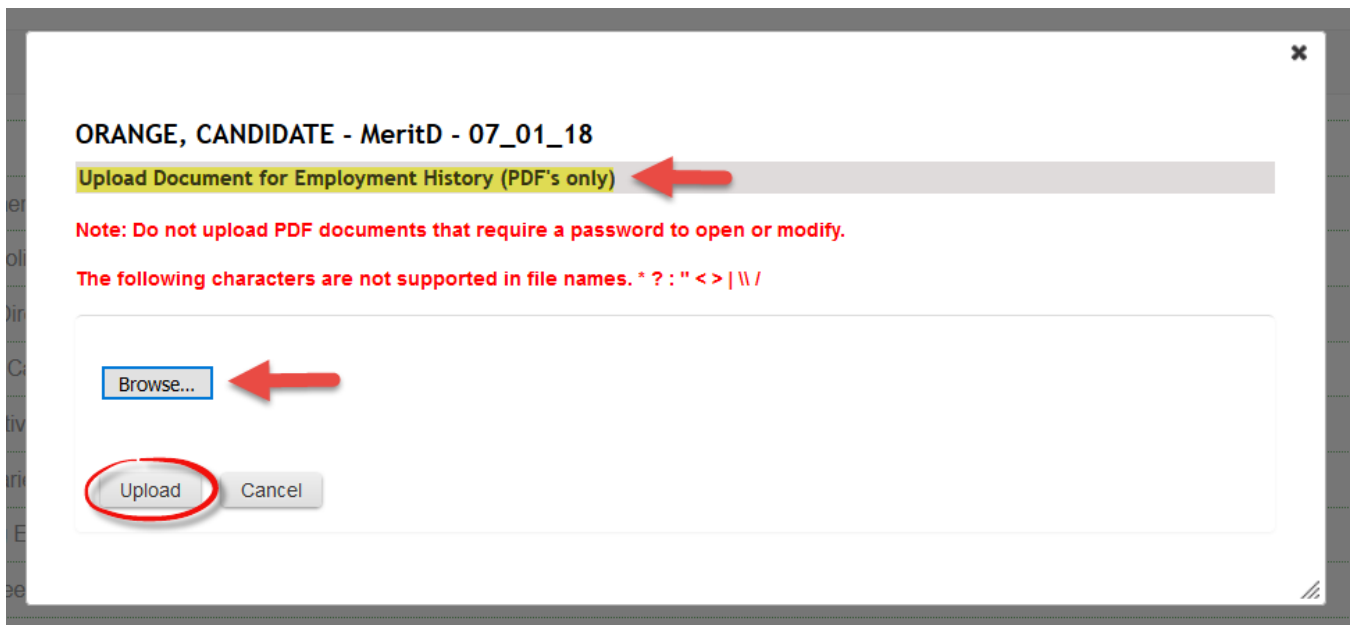 ✖
ORANGE, CANDIDATE - MeritD - 07_01_18
Upload Document for Employment History (PDF's only)
Note: Do not upload PDF documents that require a password to open or modify.
The following characters are not supported in file names. * ? : " < > | \\ /
Browse...
Upload Cancel